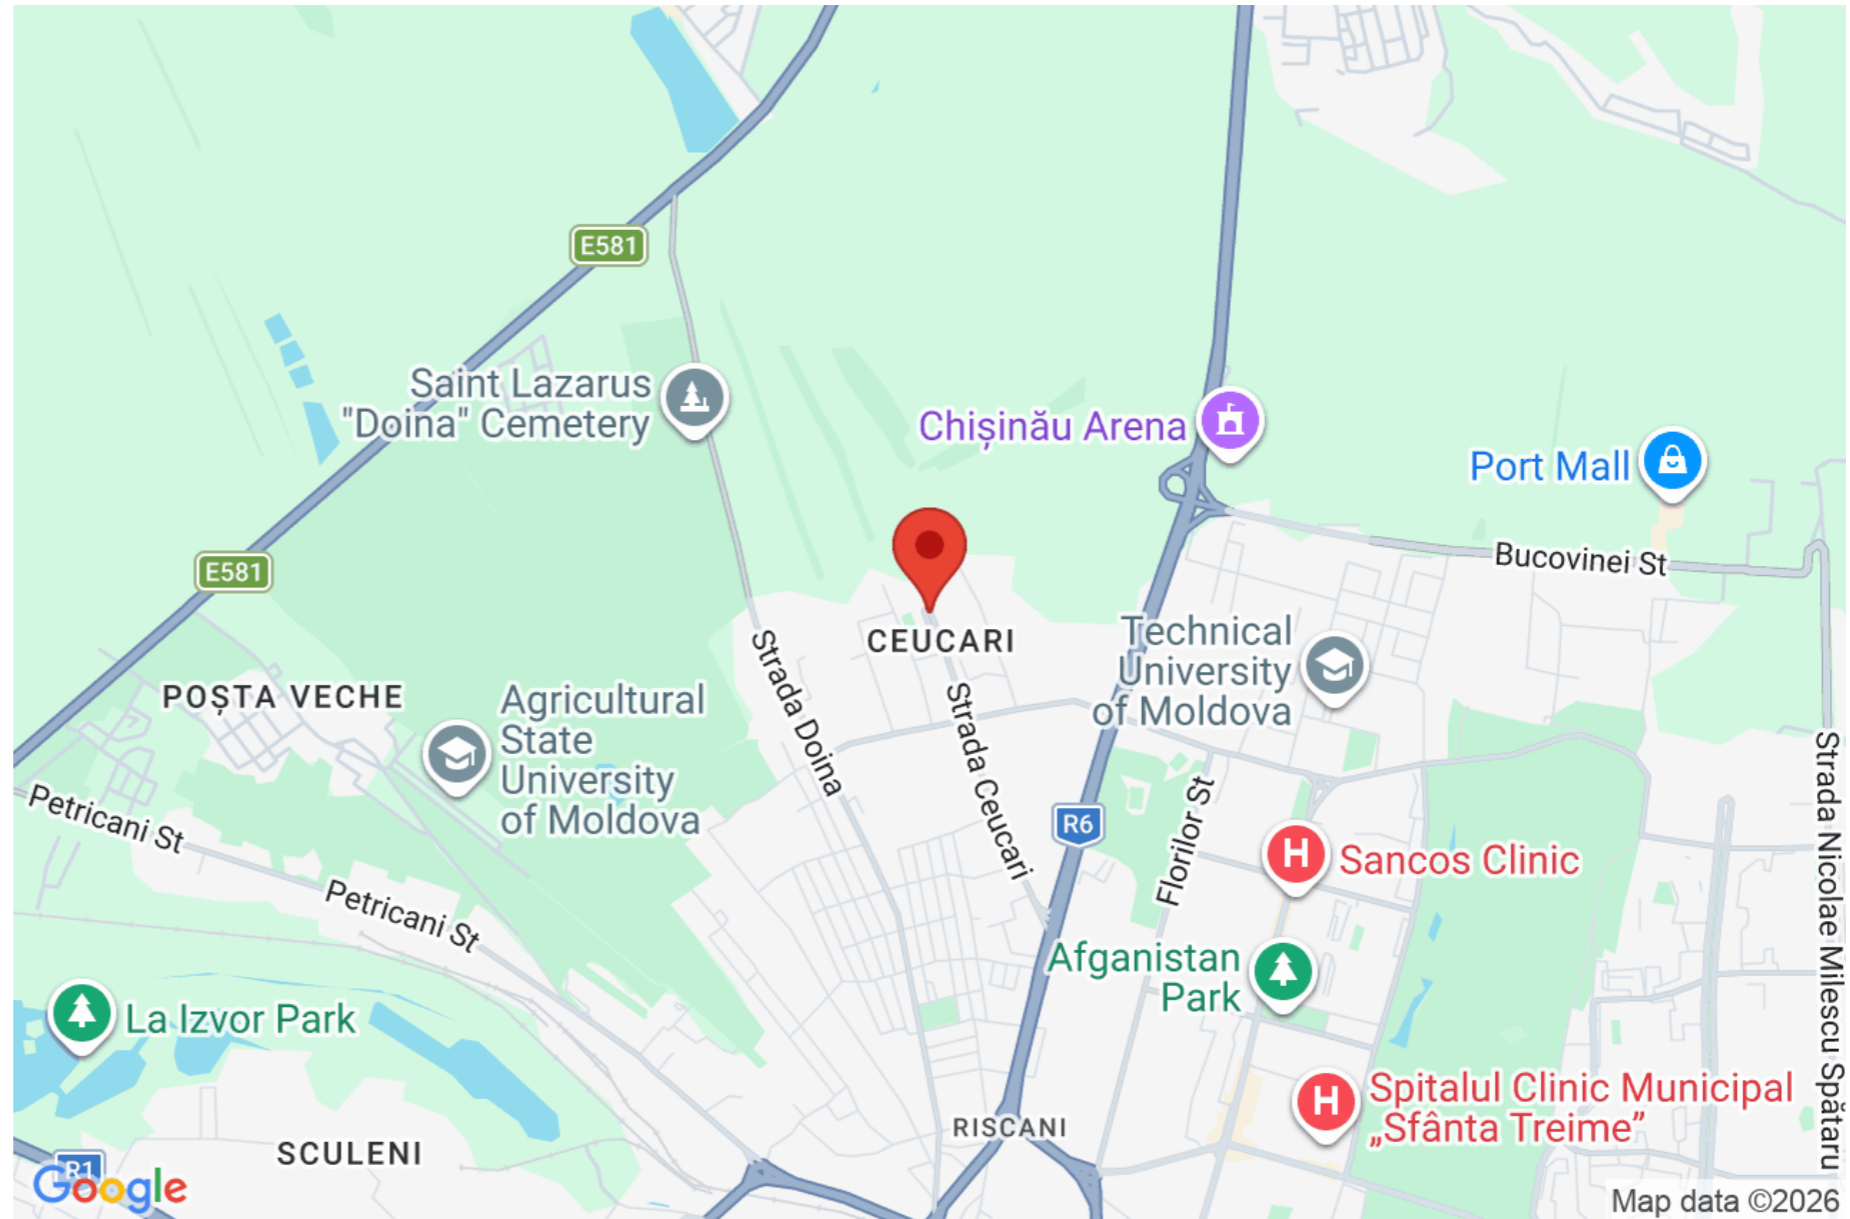 E581
Saint Lazarus
"Doina" Cemetery
Chișinău Arena
Port Mall
E581
Bucovinei St
CEUCARI
Technical
University
of Moldova
Strada Doina
POȘTA VECHE
Agricultural
State
University
of Moldova
Strada Ceucari
Petricani St
R6
Florilor St
Strada Nicolae Milescu Spătaru
Sancos Clinic
Petricani St
Afganistan
Park
La Izvor Park
Spitalul Clinic Municipal
„Sfânta Treime”
RISCANI
SCULENI
R1
Google
Map data ©2026